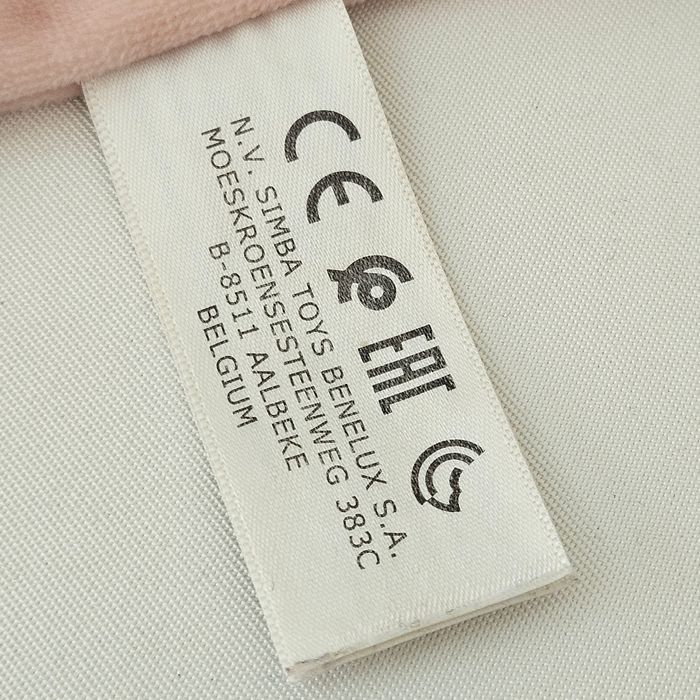 CE
EAC
N.V. SIMBA TOYS BENELUX S.A.
MOESKROENSESTEENWEG 383C
B-8511 AALBEKE
BELGIUM